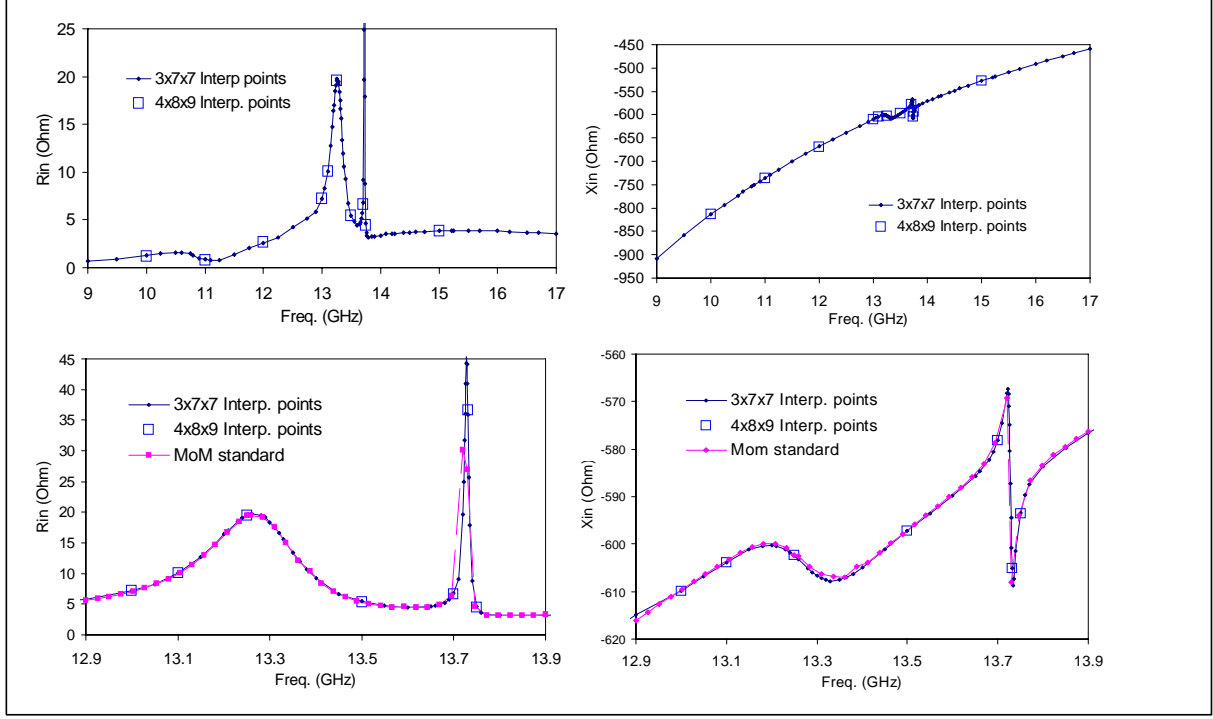 25
20
15
10
5
0
Rin (Ohm)
3x7x7 Interp points
4x8x9 Interp. points
9 10 11 12 13 14 15 16 17
Freq. (GHz)
-450
-500
-550
-600
-650
-700
-750
-800
-850
-900
-950
Xin (Ohm)
3x7x7 Interp. points
4x8x9 Interp. points
9 10 11 12 13 14 15 16 17
Freq. (GHz)
45
40
35
30
25
20
15
10
5
0
Rin (Ohm)
3x7x7 Interp. points
4x8x9 Interp. points
MoM standard
12.9 13.1 13.3 13.5 13.7 13.9
Freq. (GHz)
-560
-570
-580
-590
-600
-610
-620
Xin (Ohm)
3x7x7 Interp. points
4x8x9 Interp. points
Mom standard
12.9 13.1 13.3 13.5 13.7 13.9
Freq. (GHz)